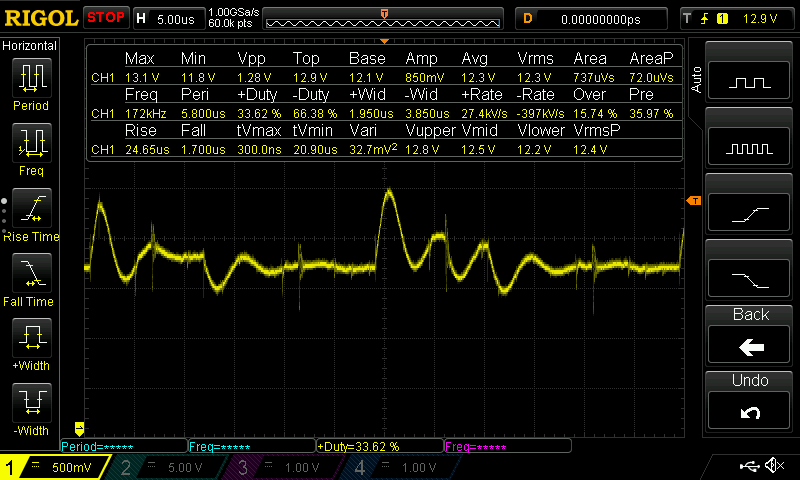 RIGOL STOP H 5.00us 1.00GSa/s 60.0k pts T D 0.00000000ps T 1 12.9 V
Horizontal
Max Min Vpp Top Base Amp Avg Vrms Area AreaP
CH1 13.1 V 11.8 V 1.28 V 12.9 V 12.1 V 850mV 12.3 V 12.3 V 737uVs 72.0uVs
Freq Peri +Duty -Duty +Wid -Wid +Rate -Rate Over Pre
CH1 172kHz 5.800us 33.62 % 66.38 % 1.950us 3.850us 27.4kV/s -397kV/s 15.74 % 35.97 %
Rise Fall tVmax tVmin Vari Vupper Vmid Vlower VrmsP
CH1 24.65us 1.700us 300.0ns 20.90us 32.7mV² 12.8 V 12.5 V 12.2 V 12.4 V
Period
Freq
Rise Time
Fall Time
+Width
-Width
Auto
T
Back
Undo
Period=***** Freq=***** +Duty=33.62 % Freq=*****
1 500mV 2 5.00 V 3 1.00 V 4 1.00 V